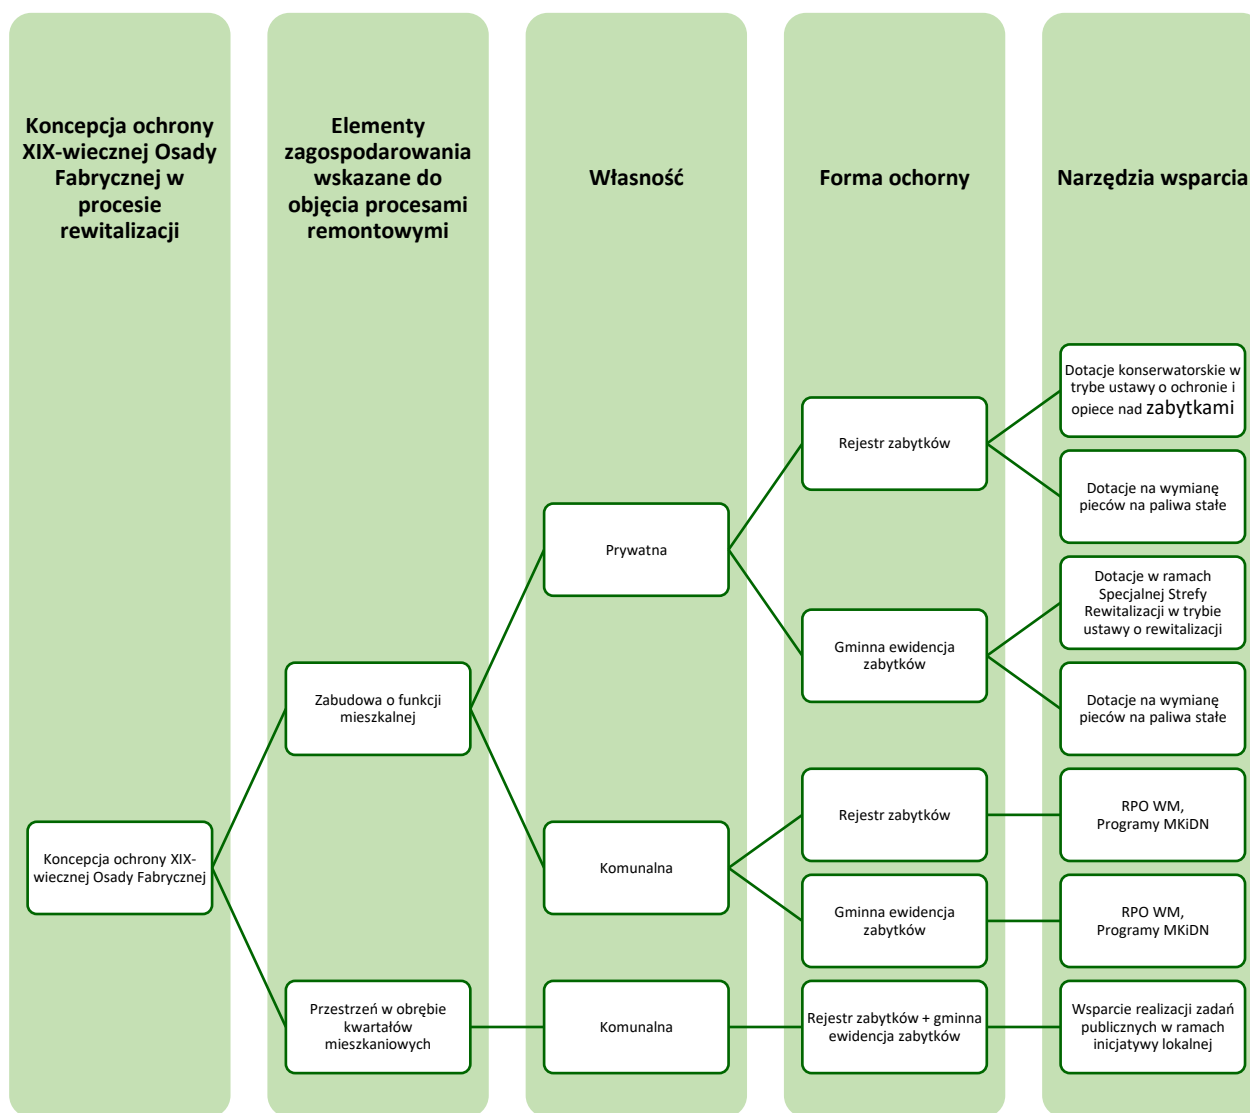 Koncepcja ochrony
XIX-wiecznej Osady
Fabrycznej w
procesie
rewitalizacji
Elementy
zagospodarowania
wskazane do
objęcia procesami
remontowymi
Własność
Forma ochorny
Narzędzia wsparcia
Koncepcja ochrony XIX-
wiecznej Osady Fabrycznej
Zabudowa o funkcji
mieszkalnej
Prywatna
Rejestr zabytków
Dotacje konserwatorskie w
trybe ustawy o ochronie i
opiece nad zabytkami
Dotacje na wymianę
pieców na paliwa stałe
Gminna ewidencja
zabytków
Dotacje w ramach
Specjalnej Strefy
Rewitalizacji w trybie
ustawy o rewitalizacji
Dotacje na wymianę
pieców na paliwa stałe
Komunalna
Rejestr zabytków
RPO WM,
Programy MKiDN
Gminna ewidencja
zabytków
RPO WM,
Programy MKiDN
Przestrzeń w obrębie
kwartałów
mieszkaniowych
Komunalna
Rejestr zabytków + gminna
ewidencja zabytków
Wsparcie realizacji zadań
publicznych w ramach
inicjatywy lokalnej